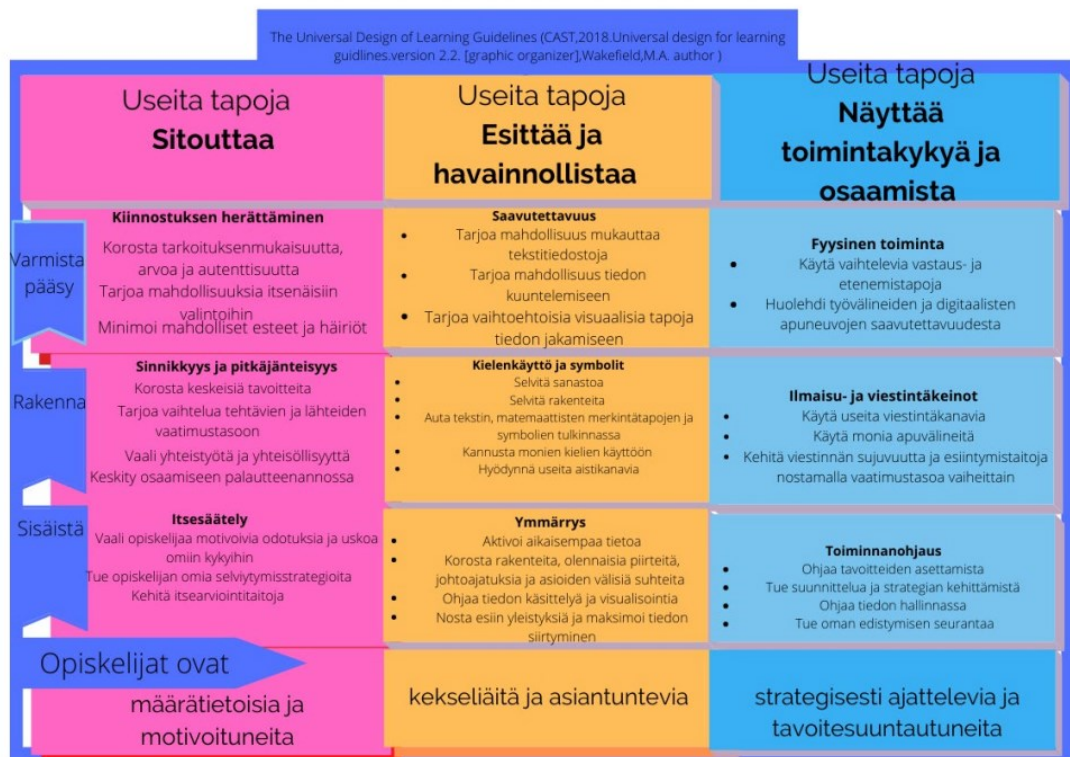 The Universal Design of Learning Guidelines (CAST,2018.Universal design for learning
guidlines.version 2.2. [graphic organizer],Wakefield,M.A. author )
Useita tapoja
Sitouttaa
Useita tapoja
Esittää ja
havainnollistaa
Useita tapoja
Näyttää
toimintakykyä ja
osaamista
Varmista
pääsy
Kiinnostuksen herättäminen
Korosta tarkoituksenmukaisuutta,
arvoa ja autenttisuutta
Tarjoa mahdollisuuksia itsenäisiin
valintoihin
Minimoi mahdolliset esteet ja häiriöt
Saavutettavuus
Tarjoa mahdollisuus mukauttaa
tekstitiedostoja
Tarjoa mahdollisuus tiedon
kuuntelemiseen
Tarjoa vaihtoehtoisia visuaalisia tapoja
tiedon jakamiseen
Fyysinen toiminta
Käytä vaihtelevia vastaus- ja
etenemistapoja
Huolehdi työvälineiden ja digitaalisten
apuneuvojen saavutettavuudesta
Rakenna
Sinnikkyys ja pitkäjänteisyys
Korosta keskeisiä tavoitteita
Tarjoa vaihtelua tehtävien ja lähteiden
vaatimustasoon
Vaali yhteistyötä ja yhteisöllisyyttä
Keskity osaamiseen palautteenannossa
Kielenkäyttö ja symbolit
Selvitä sanastoa
Selvitä rakenteita
Auta tekstin, matemaattisten merkintätapojen ja
symbolien tulkinnassa
Kannusta monien kielien käyttöön
Hyödynnä useita aistikanavia
Ilmaisu- ja viestintäkeinot
Käytä useita viestintäkanavia
Käytä monia apuvälineitä
Kehitä viestinnän sujuvuutta ja esiintymistaitoja
nostamalla vaatimustasoa vaiheittain
Sisäistä
Itsesäätely
Vaali opiskelijaa motivoivia odotuksia ja uskoa
omiin kykyihin
Tue opiskelijan omia selviytymisstrategioita
Kehitä itsearviointitaitoja
Ymmärrys
Aktivoi aikaisempaa tietoa
Korosta rakenteita, olennaisia piirteitä,
johtoajatuksia ja asioiden välisiä suhteita
Ohjaa tiedon käsittelyä ja visualisointia
Nosta esiin yleistyksiä ja maksimoi tiedon
siirtyminen
Toiminnanohjaus
Ohjaa tavoitteiden asettamista
Tue suunnittelua ja strategian kehittämistä
Ohjaa tiedon hallinnassa
Tue oman edistymisen seurantaa
Opiskelijat ovat
määrätietoisia ja
motivoituneita
kekseliäitä ja asiantuntevia
strategisesti ajattelevia ja
tavoitesuuntautuneita